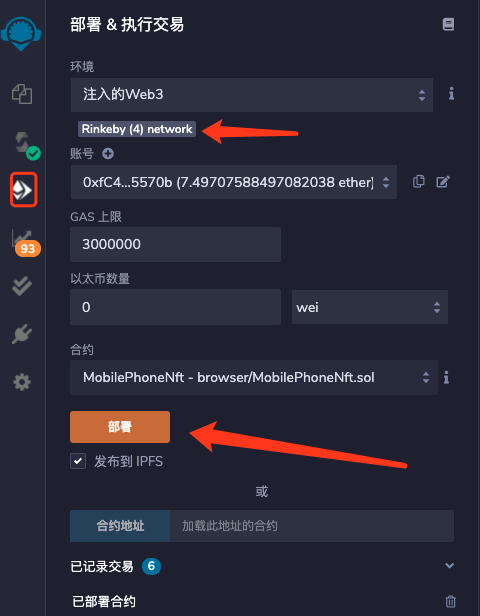 部署 & 执行交易
环境
注入的Web3
Rinkeby (4) network
账号
0xfC4...5570b (7.49707588497082038 ether)
GAS 上限
3000000
93
以太币数量
0
wei
合约
MobilePhoneNft - browser/MobilePhoneNft.sol
部署
发布到 IPFS
或
合约地址
加载此地址的合约
已记录交易 6
已部署合约